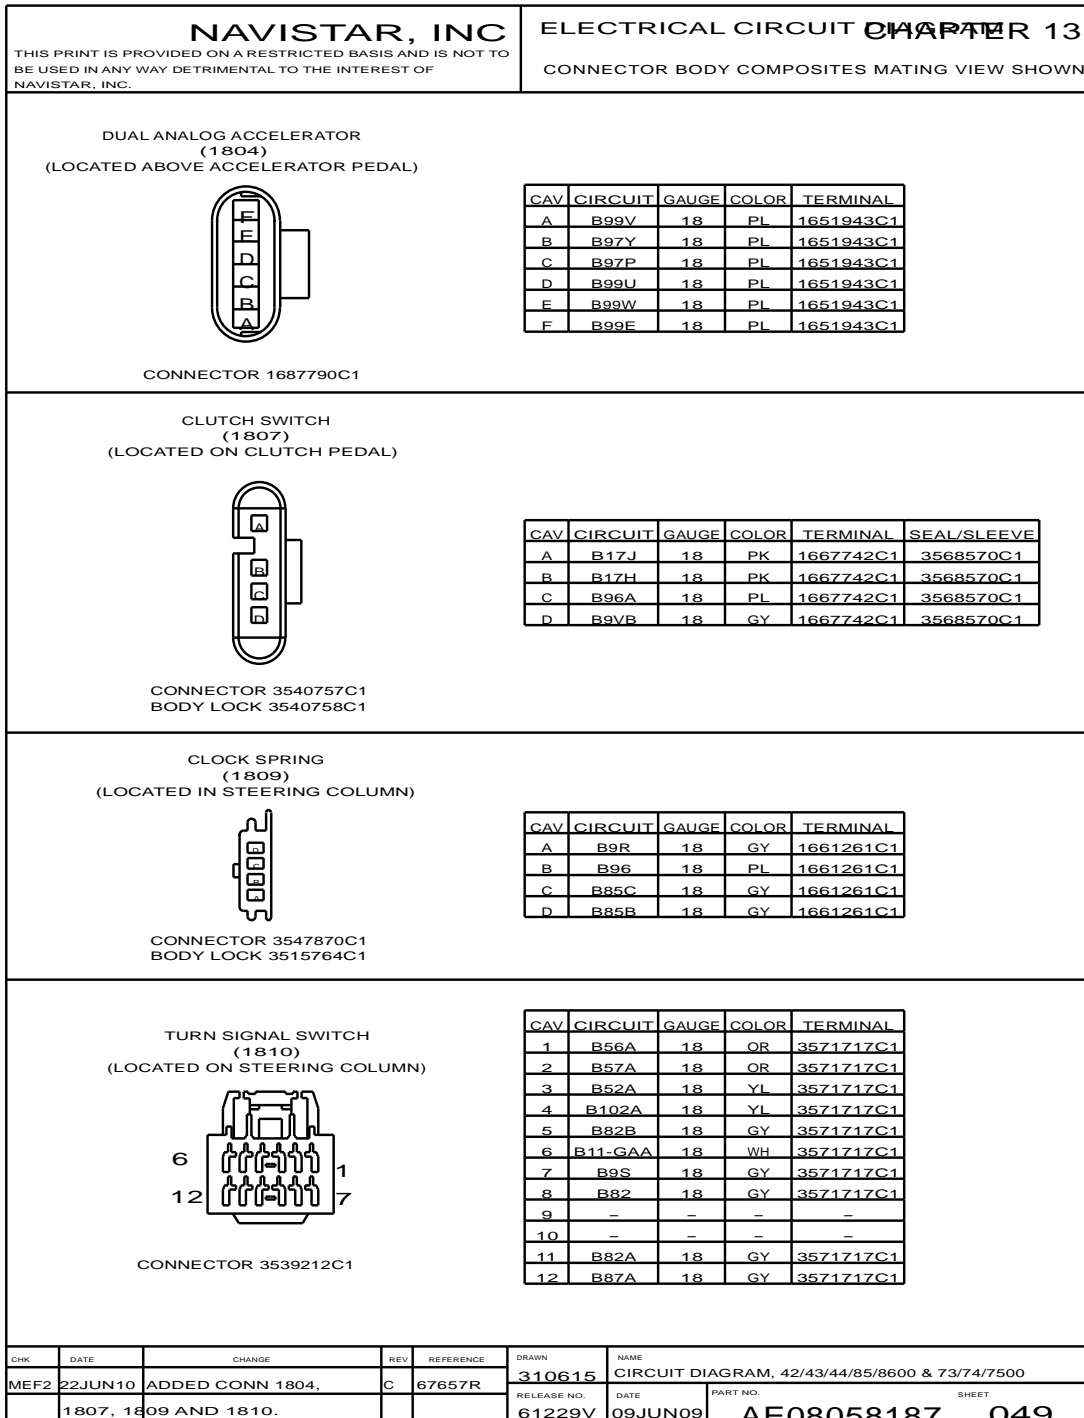 NAVISTAR, INC
THIS PRINT IS PROVIDED ON A RESTRICTED BASIS AND IS NOT TO
BE USED IN ANY WAY DETRIMENTAL TO THE INTEREST OF
NAVISTAR, INC.
ELECTRICAL CIRCUIT DIAGRAM
CHAPTER 13
CONNECTOR BODY COMPOSITES MATING VIEW SHOWN
DUAL ANALOG ACCELERATOR
(1804)
(LOCATED ABOVE ACCELERATOR PEDAL)
F
E
D
C
B
A
CONNECTOR 1687790C1
CAV CIRCUIT GAUGE COLOR TERMINAL
A B99V 18 PL 1651943C1
B B97Y 18 PL 1651943C1
C B97P 18 PL 1651943C1
D B99U 18 PL 1651943C1
E B99W 18 PL 1651943C1
F B99E 18 PL 1651943C1
CLUTCH SWITCH
(1807)
(LOCATED ON CLUTCH PEDAL)
A
B
C
D
CONNECTOR 3540757C1
BODY LOCK 3540758C1
CAV CIRCUIT GAUGE COLOR TERMINAL SEAL/SLEEVE
A B17J 18 PK 1667742C1 3568570C1
B B17H 18 PK 1667742C1 3568570C1
C B96A 18 PL 1667742C1 3568570C1
D B9VB 18 GY 1667742C1 3568570C1
CLOCK SPRING
(1809)
(LOCATED IN STEERING COLUMN)
D
C
B
A
CONNECTOR 3547870C1
BODY LOCK 3515764C1
CAV CIRCUIT GAUGE COLOR TERMINAL
A B9R 18 GY 1661261C1
B B96 18 PL 1661261C1
C B85C 18 GY 1661261C1
D B85B 18 GY 1661261C1
TURN SIGNAL SWITCH
(1810)
(LOCATED ON STEERING COLUMN)
6 1
12 7
CONNECTOR 3539212C1
CAV CIRCUIT GAUGE COLOR TERMINAL
1 B56A 18 OR 3571717C1
2 B57A 18 OR 3571717C1
3 B52A 18 YL 3571717C1
4 B102A 18 YL 3571717C1
5 B82B 18 GY 3571717C1
6 B11-GAA 18 WH 3571717C1
7 B9S 18 GY 3571717C1
8 B82 18 GY 3571717C1
9 – – – –
10 – – – –
11 B82A 18 GY 3571717C1
12 B87A 18 GY 3571717C1
CHK DATE CHANGE REV REFERENCE
MEF2 22JUN10 ADDED CONN 1804, C 67657R
1807, 1809 AND 1810.
DRAWN
310615
NAME
CIRCUIT DIAGRAM, 42/43/44/85/8600 & 73/74/7500
RELEASE NO.
61229V
DATE
09JUN09
PART NO.
AE08058187
SHEET
049